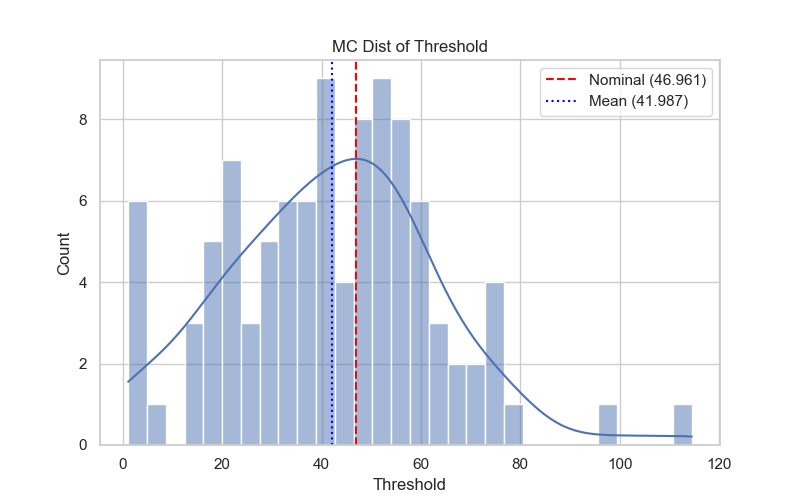 MC Dist of Threshold
Nominal (46.961)
Mean (41.987)
Count
8
6
4
2
0
0
20
40
60
80
100
120
Threshold